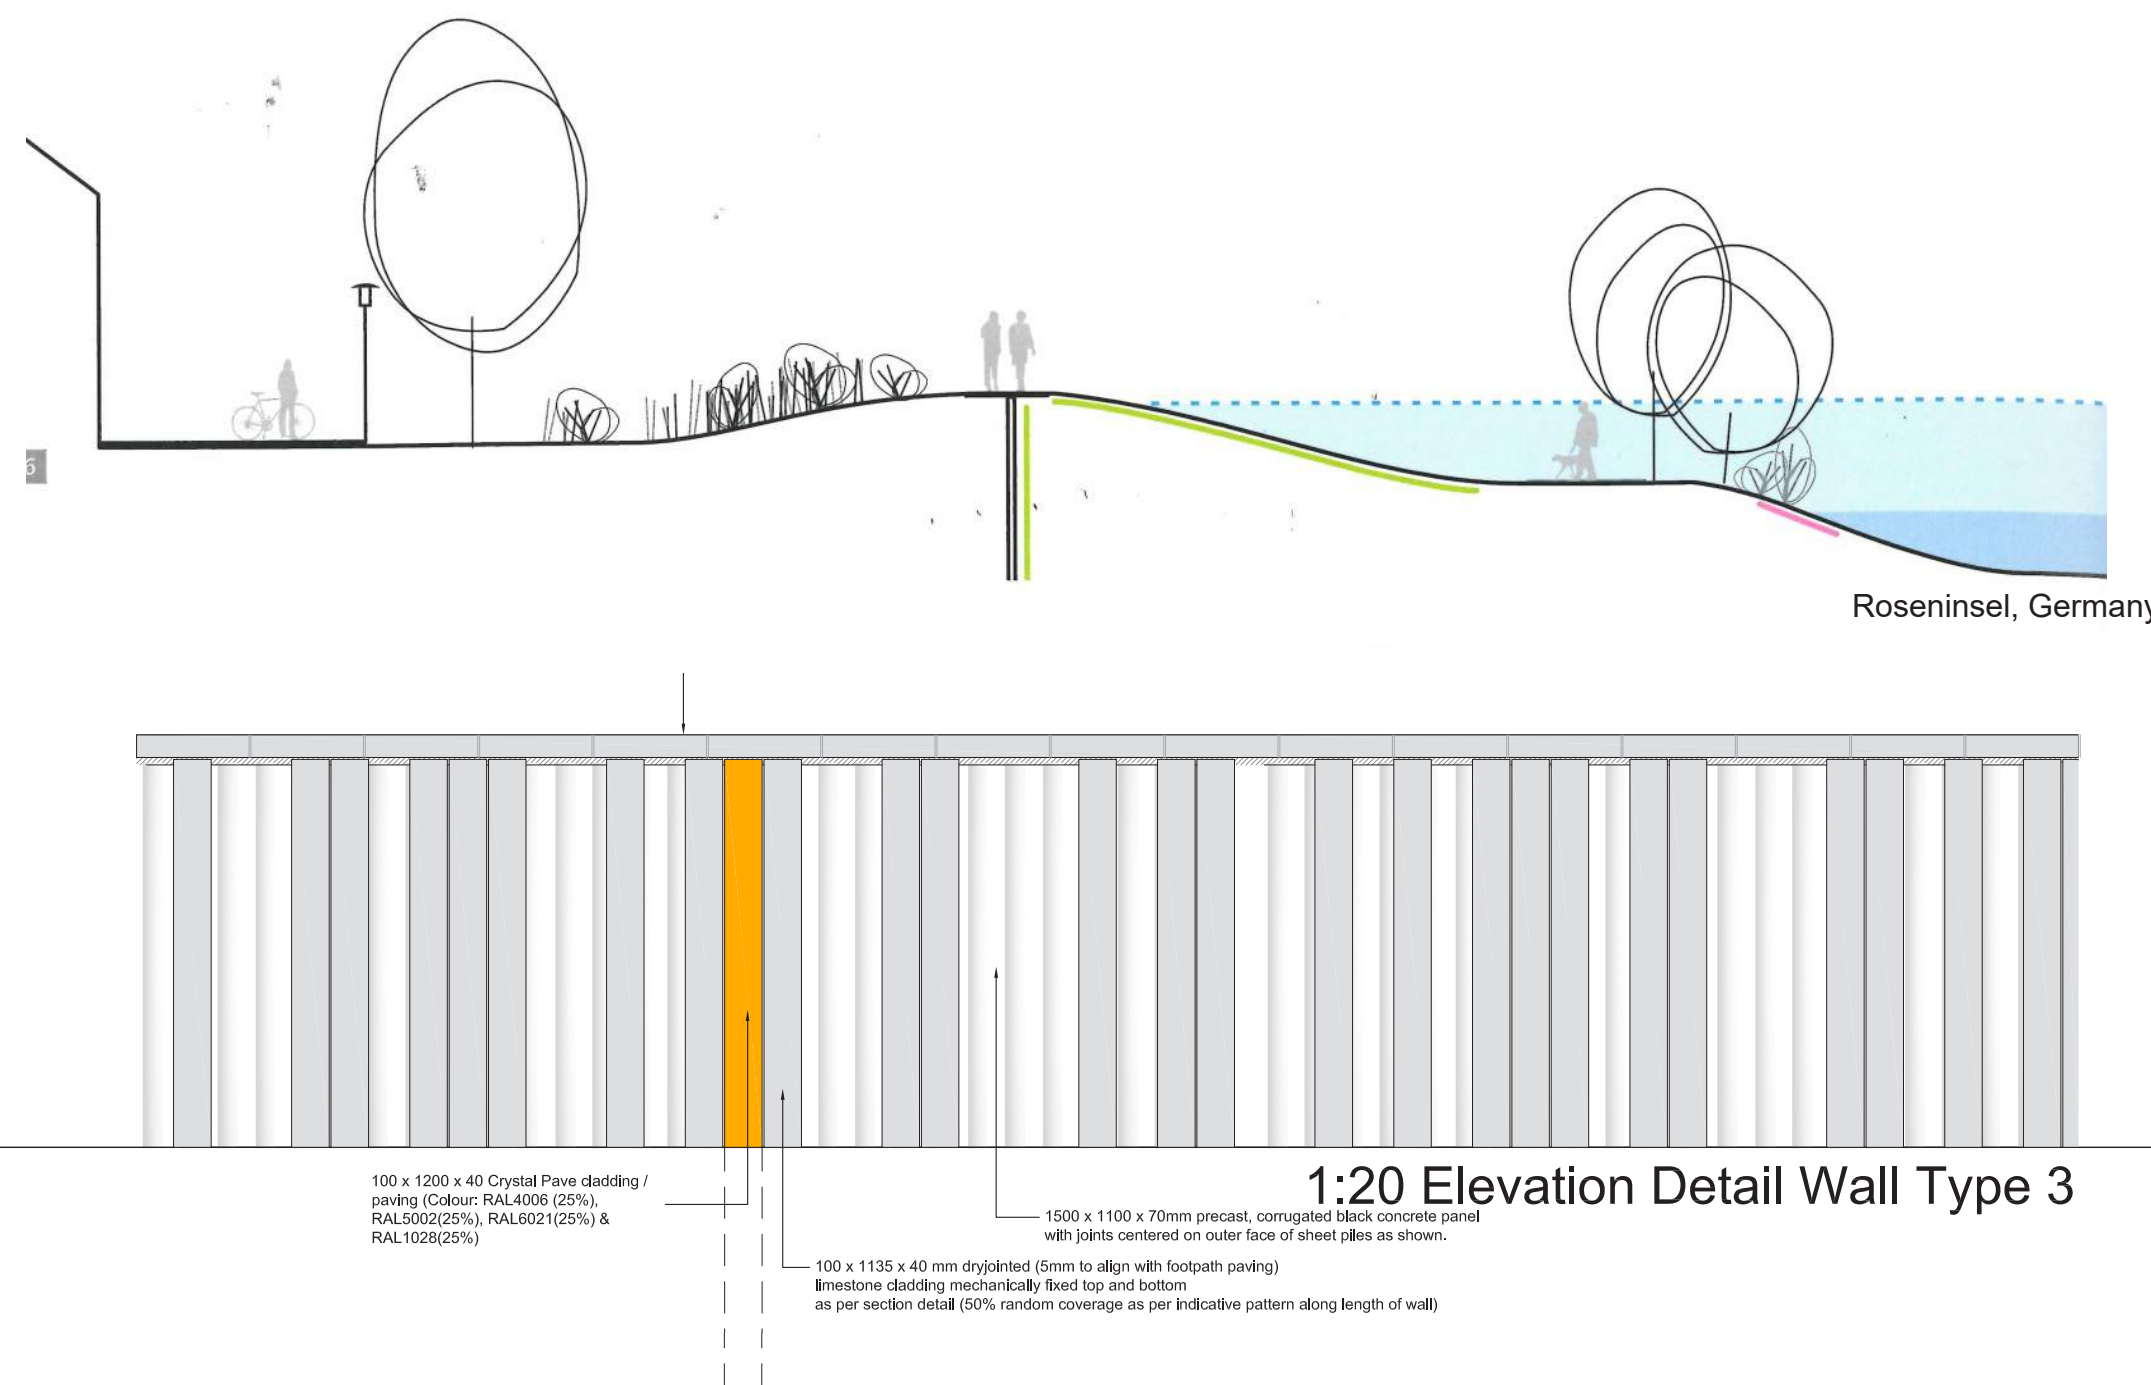 6
Roseninsel, Germany
100 x 1200 x 40 Crystal Pave cladding /
paving (Colour: RAL4006 (25%),
RAL5002(25%), RAL6021(25%) &
RAL1028(25%)
1:20 Elevation Detail Wall Type 3
1500 x 1100 x 70mm precast, corrugated black concrete panel
with joints centered on outer face of sheet piles as shown.
100 x 1135 x 40 mm dryjointed (5mm to align with footpath paving)
limestone cladding mechanically fixed top and bottom
as per section detail (50% random coverage as per indicative pattern along length of wall)